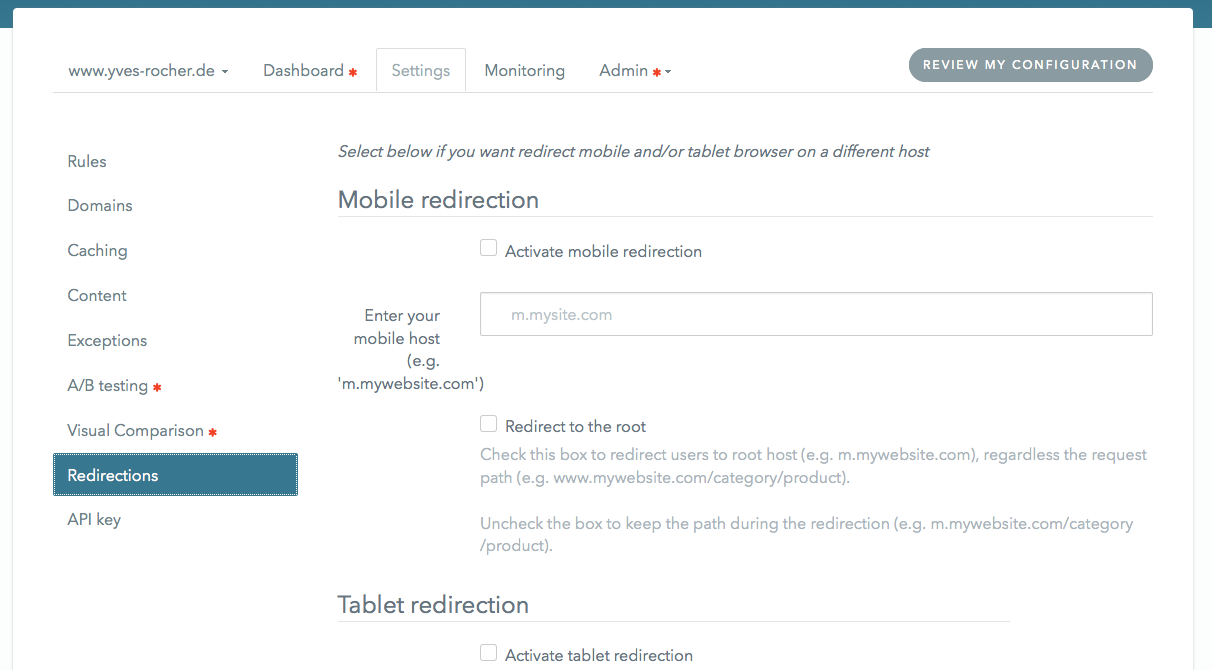 www.yves-rocher.de
Dashboard *
Settings
Monitoring
Admin *
REVIEW MY CONFIGURATION
Rules
Domains
Caching
Content
Exceptions
A/B testing *
Visual Comparison *
Redirections
API key
Select below if you want redirect mobile and/or tablet browser on a different host
Mobile redirection
Activate mobile redirection
Enter your
mobile host
(e.g.
'm.mywebsite.com')
m.mysite.com
Redirect to the root
Check this box to redirect users to root host (e.g. m.mywebsite.com), regardless the request
path (e.g. www.mywebsite.com/category/product).
Uncheck the box to keep the path during the redirection (e.g. m.mywebsite.com/category
/product).
Tablet redirection
Activate tablet redirection